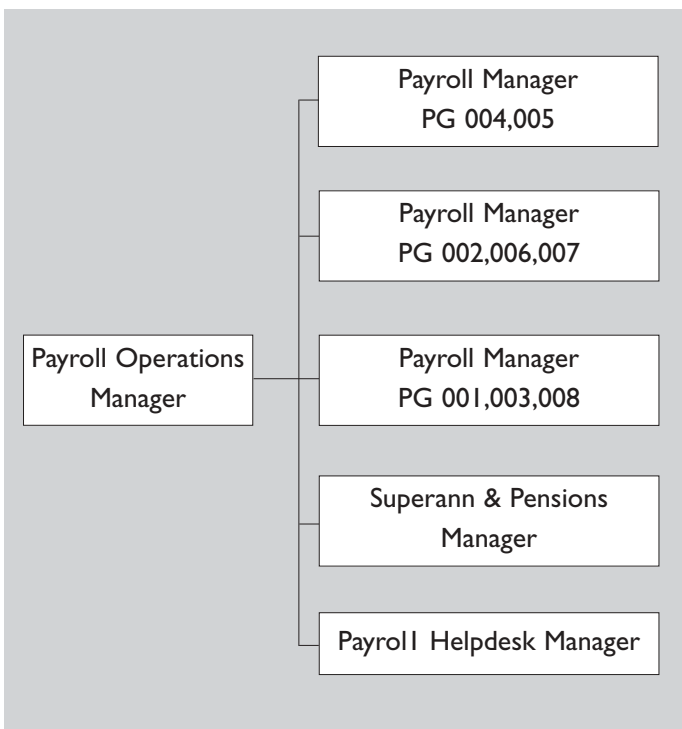 Payroll Manager
PG 004,005
Payroll Manager
PG 002,006,007
Payroll Operations
Manager
Payroll Manager
PG 001,003,008
Superann & Pensions
Manager
Payrol1 Helpdesk Manager